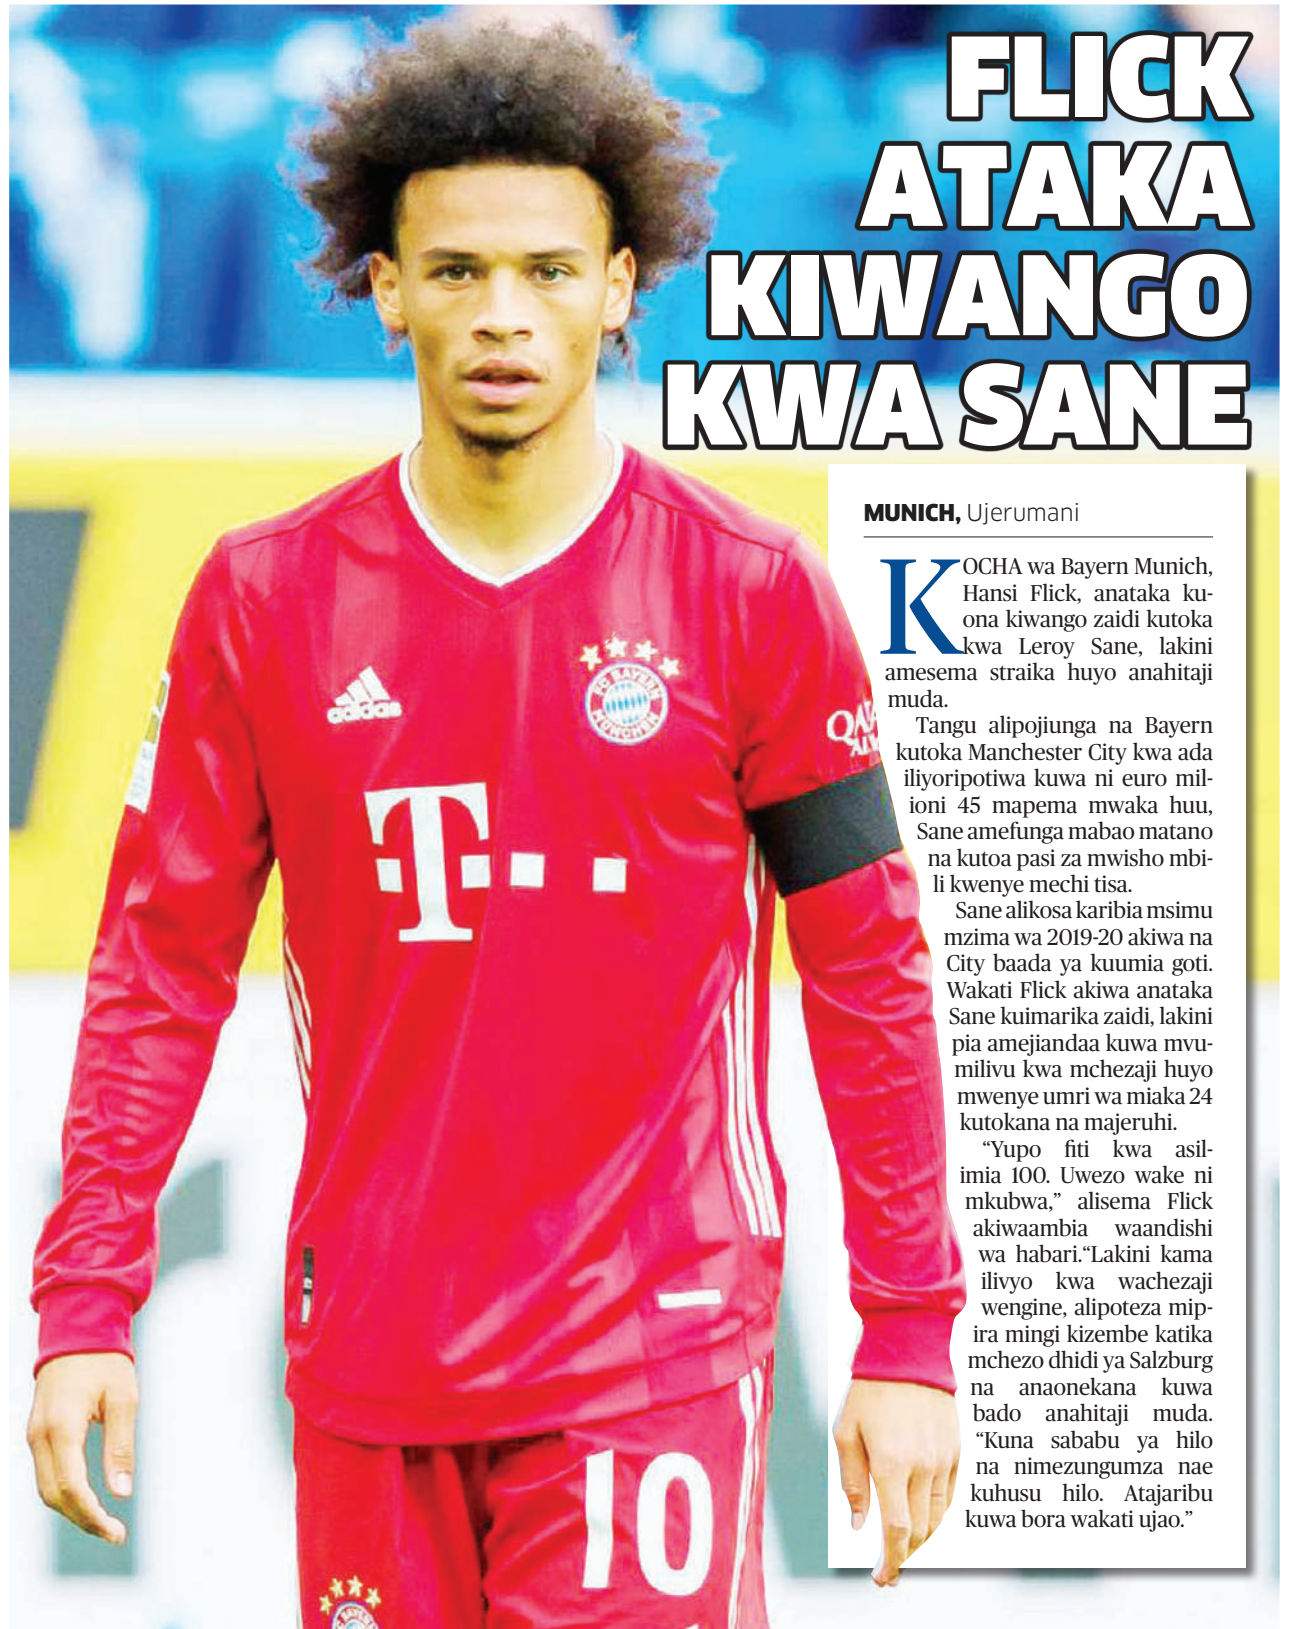 FLICK
ATAKA
KIWANGO
KWA SANE
MUNICH, Ujerumani
KOCHA wa Bayern Munich,
Hansi Flick, anataka ku-
ona kiwango zaidi kutoka
kwa Leroy Sane, lakini
amesema straika huyo anahitaji
muda.
Tangu alipojiunga na Bayern
kutoka Manchester City kwa ada
iliyoripotiwa kuwa ni euro mil-
ioni 45 mapema mwaka huu,
Sane amefunga mabao matano
na kutoa pasi za mwisho mbi-
li kwenye mechi tisa.
Sane alikosa karibia msimu
mzima wa 2019-20 akiwa na
City baada ya kuumia goti.
Wakati Flick akiwa anataka
Sane kuimarika zaidi, lakini
pia amejiandaa kuwa mvu-
milivu kwa mchezaji huyo
mwenye umri wa miaka 24
kutokana na majeruhi.
“Yupo fiti kwa asil-
imia 100. Uwezo wake ni
mkubwa,” alisema Flick
akiwaambia waandishi
wa habari.“Lakini kama
ilivyo kwa wachezaji
wengine, alipoteza mip-
ira mingi kizembe katika
mchezo dhidi ya Salzburg
na anaonekana kuwa
bado anahitaji muda.
“Kuna sababu ya hilo
na nimezungumza nae
kuhusu hilo. Atajaribu
kuwa bora wakati ujao.”
adidas
FC BAYERN
MÜNCHEN
T
10